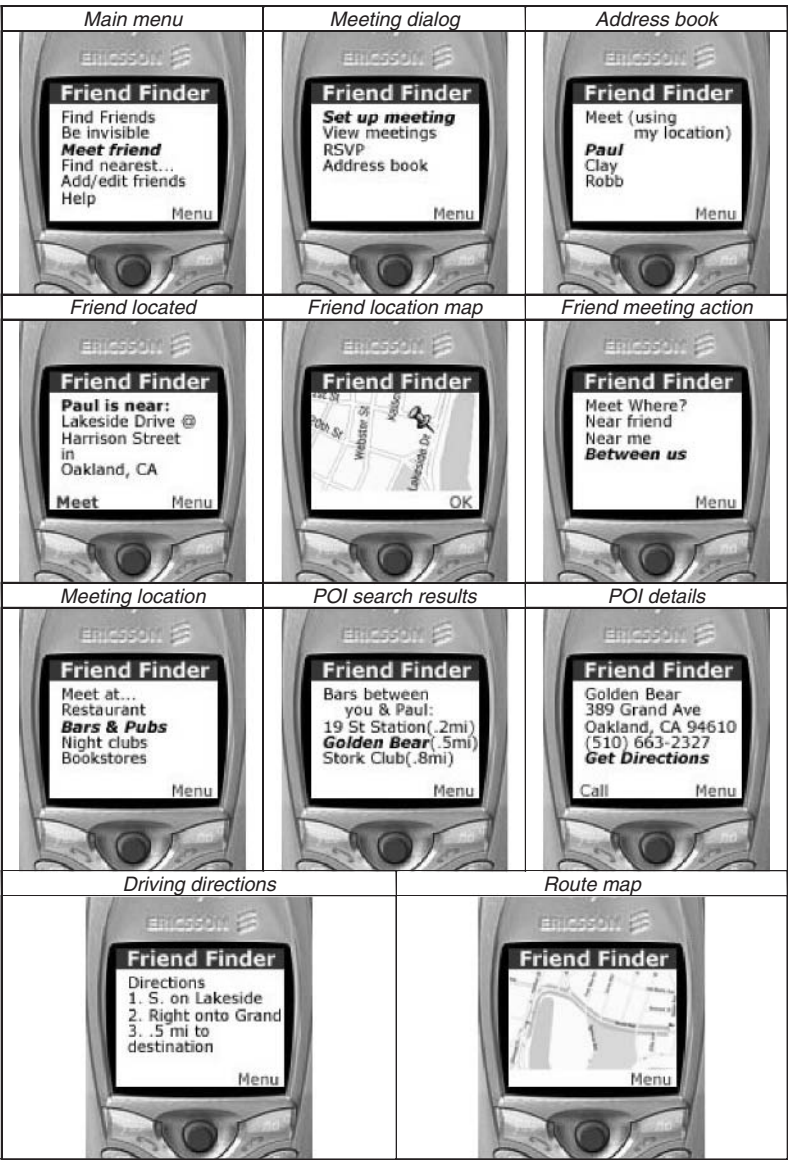 Main menu
Meeting dialog
Address book
ERICSSON
Friend Finder
Find Friends
Be invisible
Meet friend
Find nearest...
Add/edit friends
Help
Menu
ERICSSON
Friend Finder
Set up meeting
View meetings
RSVP
Address book
Menu
ERICSSON
Friend Finder
Meet (using
my location)
Paul
Clay
Robb
Menu
Friend located
Friend location map
Friend meeting action
ERICSSON
Friend Finder
Paul is near:
Lakeside Drive @
Harrison Street
in
Oakland, CA
Meet Menu
ERICSSON
Friend Finder
20th St
Webster St
Lakeside Dr
OK
ERICSSON
Friend Finder
Meet Where?
Near friend
Near me
Between us
Menu
Meeting location
POI search results
POI details
ERICSSON
Friend Finder
Meet at...
Restaurant
Bars & Pubs
Night clubs
Bookstores
Menu
ERICSSON
Friend Finder
Bars between
you & Paul:
19 St Station(.2mi)
Golden Bear(.5mi)
Stork Club(.8mi)
Menu
ERICSSON
Friend Finder
Golden Bear
389 Grand Ave
Oakland, CA 94610
(510) 663-2327
Get Directions
Call Menu
Driving directions
Route map
ERICSSON
Friend Finder
Directions
1. S. on Lakeside
2. Right onto Grand
3. .5 mi to
destination
Menu
ERICSSON
Friend Finder
Menu